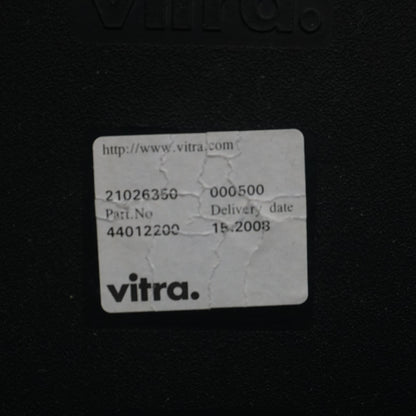 vitra.
http://www.vitra.com
21026350 000500
Part.No Delivery date
44012200 15.2008
vitra.